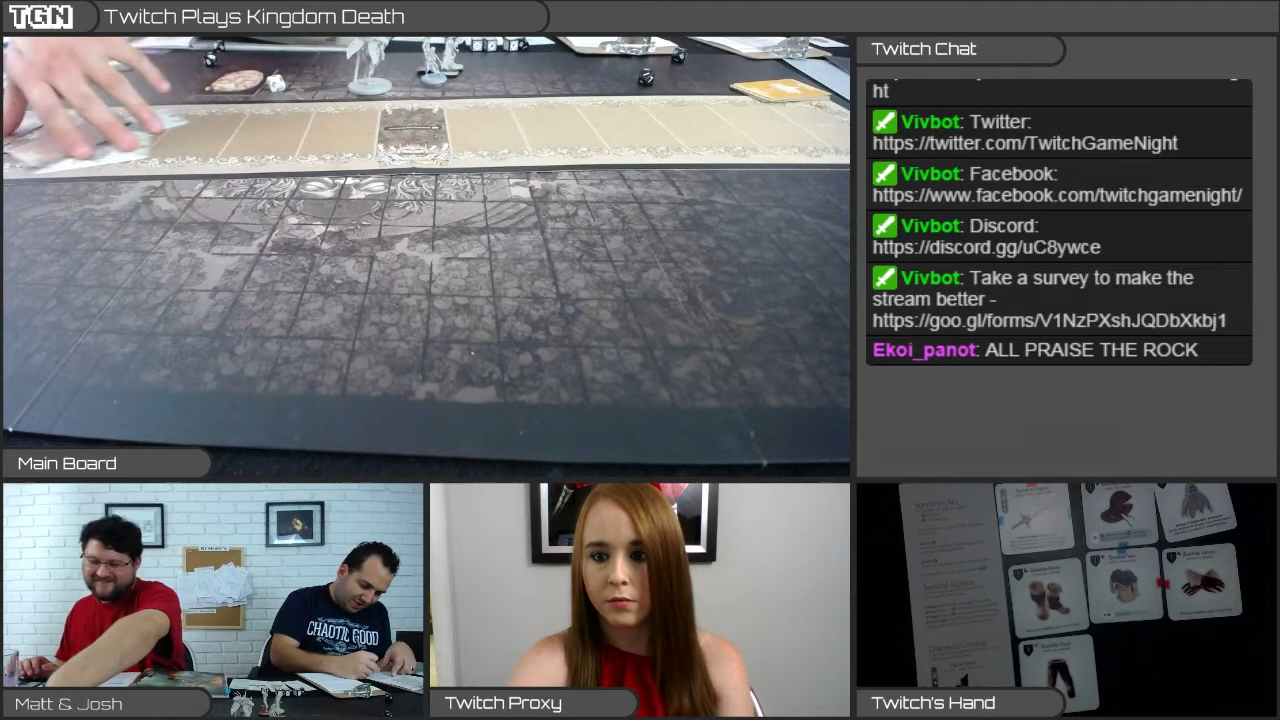 TGN
Twitch Plays Kingdom Death
Twitch Chat
ht
Vivbot: Twitter:
https://twitter.com/TwitchGameNight
Vivbot: Facebook:
https://www.facebook.com/twitchgamenight/
Vivbot: Discord:
https://discord.gg/uC8ywce
Vivbot: Take a survey to make the
stream better -
https://goo.gl/forms/V1NzPXshJQDbXkbj1
Ekoi_panot: ALL PRAISE THE ROCK
Main Board
CHAOTIC GOOD
Matt & Josh
Twitch Proxy
Twitch's Hand